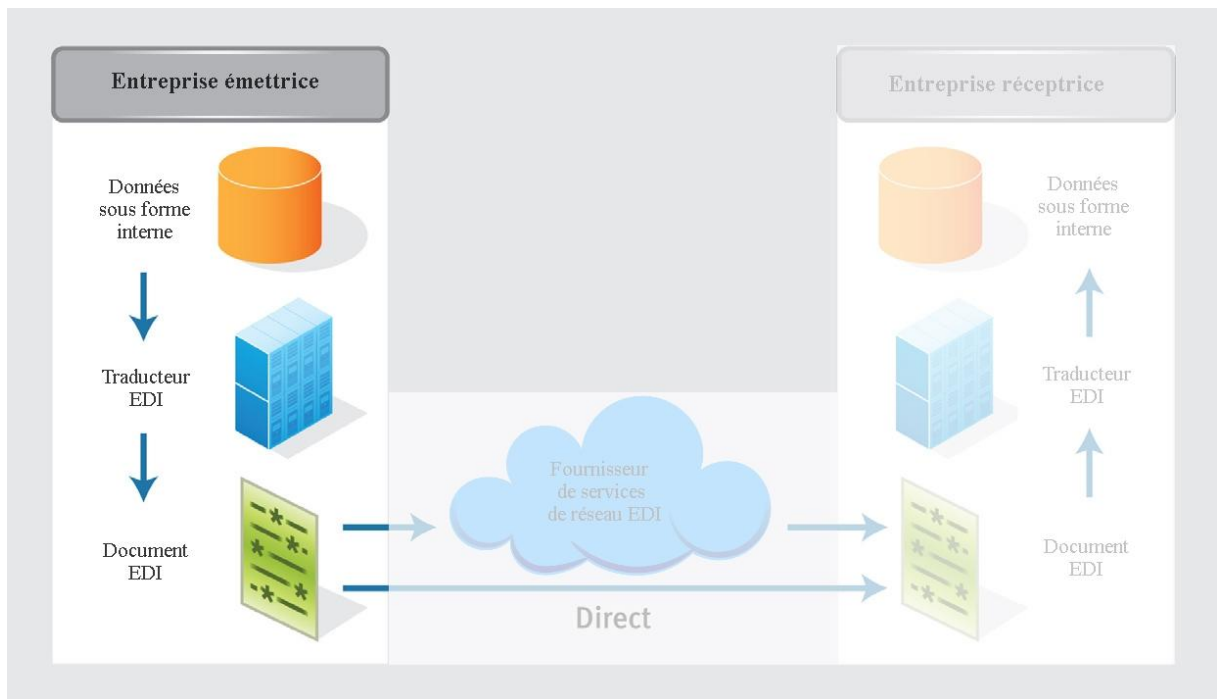 Entreprise émettrice
Entreprise réceptrice
Données
sous forme
interne
Données
sous forme
interne
Traducteur
EDI
Traducteur
EDI
Fournisseur
de services
de réseau EDI
Document
EDI
Document
EDI
Direct